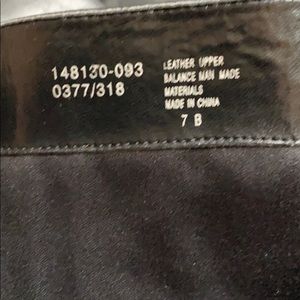 148130-093
0377/318
LEATHER UPPER
BALANCE MAN MADE
MATERIALS
MADE IN CHINA
7 B